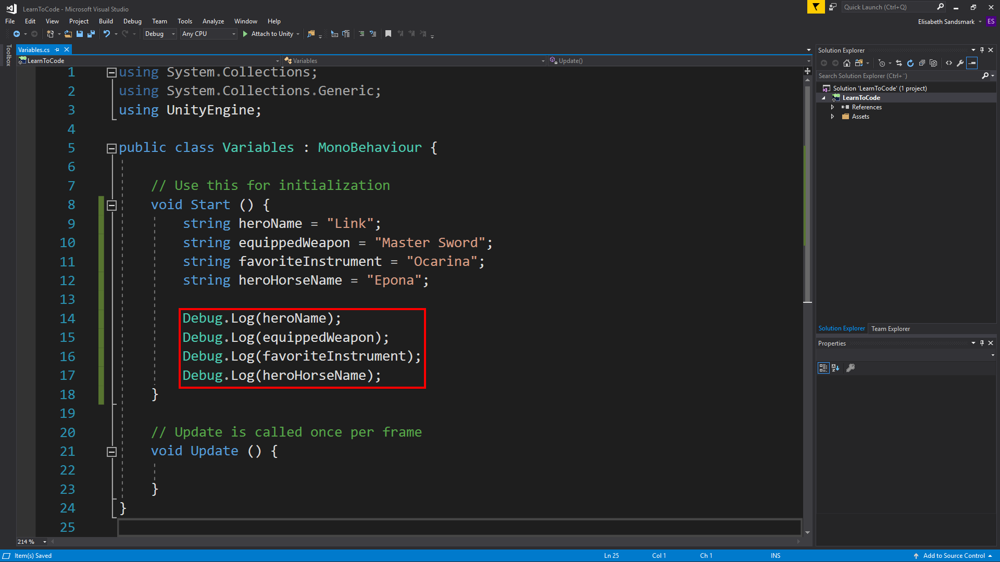 LearnToCode - Microsoft Visual Studio
Quick Launch (Ctrl+Q)
File Edit View Project Build Debug Team Tools Analyze Window Help
Elisabeth Sandsmark ES
Debug Any CPU Attach to Unity
Toolbox
Variables.cs
LearnToCode Variables Update()
1 using System.Collections;
2 using System.Collections.Generic;
3 using UnityEngine;
4
5 public class Variables : MonoBehaviour {
6
7 // Use this for initialization
8 void Start () {
9 string heroName = "Link";
10 string equippedWeapon = "Master Sword";
11 string favoriteInstrument = "Ocarina";
12 string heroHorseName = "Epona";
13
14 Debug.Log(heroName);
15 Debug.Log(equippedWeapon);
16 Debug.Log(favoriteInstrument);
17 Debug.Log(heroHorseName);
18 }
19
20 // Update is called once per frame
21 void Update () {
22
23 }
24 }
25
214 %
Solution Explorer
Search Solution Explorer (Ctrl+¨)
Solution 'LearnToCode' (1 project)
LearnToCode
References
Assets
Solution Explorer Team Explorer
Properties
Item(s) Saved Ln 25 Col 1 Ch 1 INS Add to Source Control